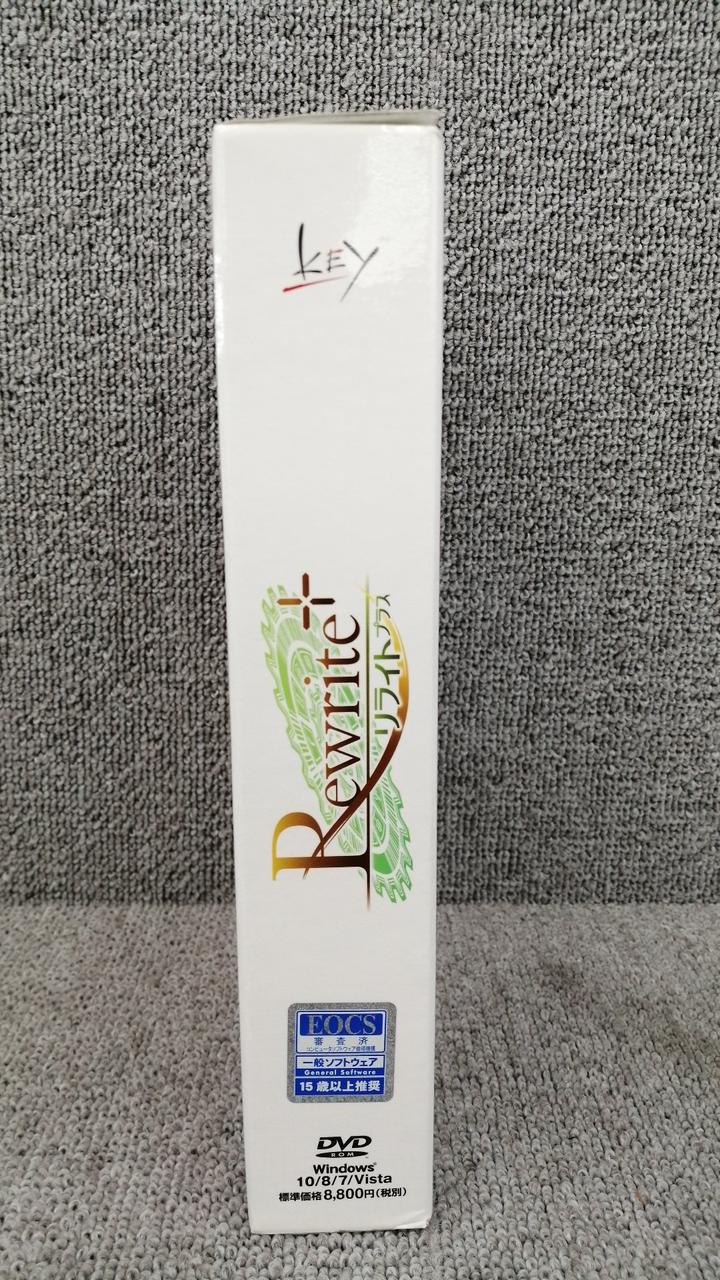 KEY
Rewrite+
リライトプラス
EOCS
審査済
コンピュータソフトウェア倫理機構
一般ソフトウェア
General Software
15歳以上推奨
DVD
ROM
Windows®
10/8/7/Vista
標準価格8,800円(税別)